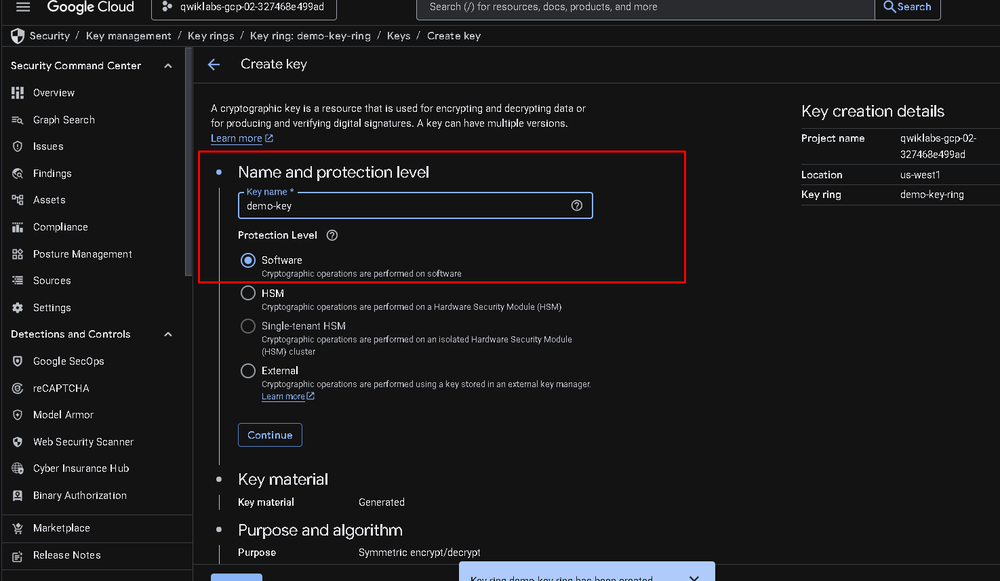 Google Cloud
qwiklabs-gcp-02-327468e499ad
Search (/) for resources, docs, products, and more
Search
Security / Key management / Key rings / Key ring: demo-key-ring / Keys / Create key
Security Command Center
Overview
Graph Search
Issues
Findings
Assets
Compliance
Posture Management
Sources
Settings
Detections and Controls
Google SecOps
reCAPTCHA
Model Armor
Web Security Scanner
Cyber Insurance Hub
Binary Authorization
Marketplace
Release Notes
Create key
A cryptographic key is a resource that is used for encrypting and decrypting data or
for producing and verifying digital signatures. A key can have multiple versions.
Learn more
Name and protection level
Key name *
demo-key
Protection Level
Software
Cryptographic operations are performed on software
HSM
Cryptographic operations are performed on a Hardware Security Module (HSM)
Single-tenant HSM
Cryptographic operations are performed on an isolated Hardware Security Module
(HSM) cluster
External
Cryptographic operations are performed using a key stored in an external key manager.
Learn more
Continue
Key material
Key material Generated
Purpose and algorithm
Purpose Symmetric encrypt/decrypt
Key ring demo-key-ring has been created
Key creation details
Project name qwiklabs-gcp-02-
327468e499ad
Location us-west1
Key ring demo-key-ring